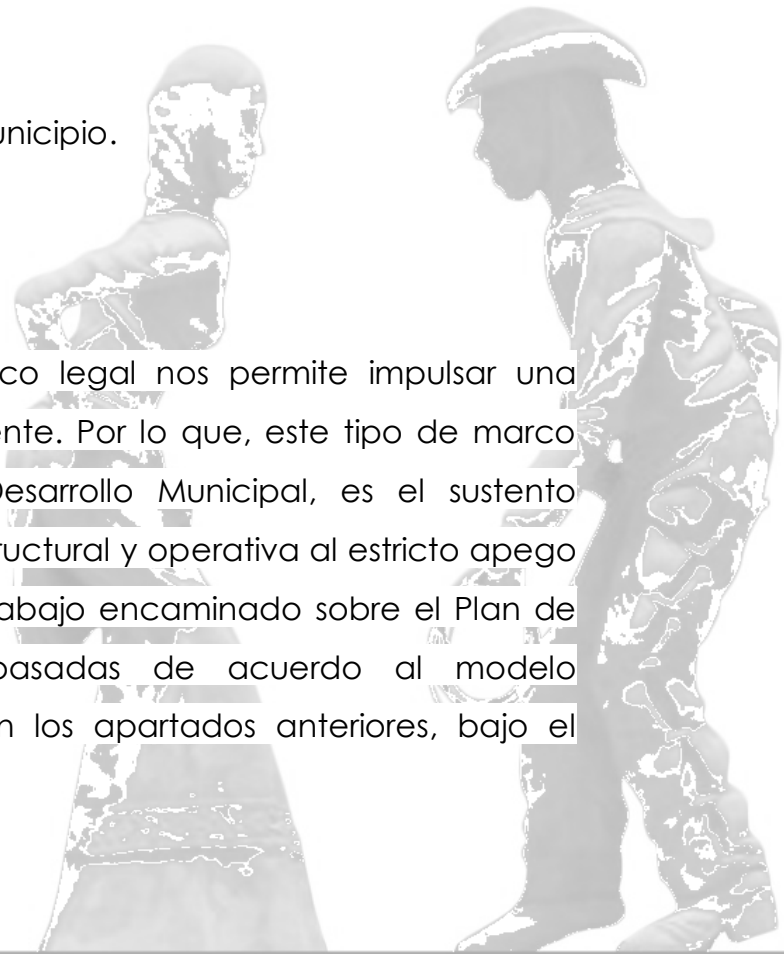 unicipio.
co legal nos permite impulsar una
ente. Por lo que, este tipo de marco
Desarrollo Municipal, es el sustento
ructural y operativa al estricto apego
abajo encaminado sobre el Plan de
basadas de acuerdo al modelo
n los apartados anteriores, bajo el